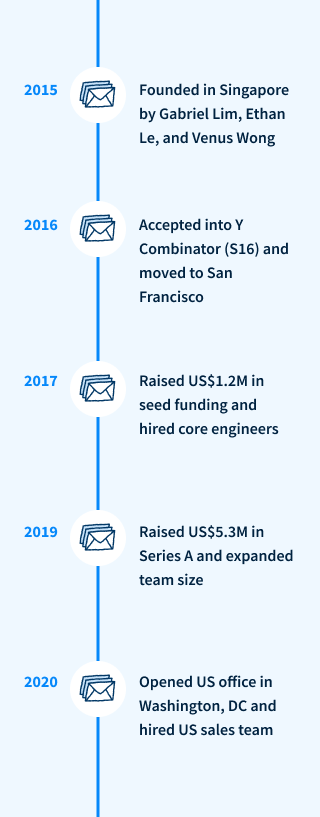 2015
Founded in Singapore
by Gabriel Lim, Ethan
Le, and Venus Wong
2016
Accepted into Y
Combinator (S16) and
moved to San
Francisco
2017
Raised US$1.2M in
seed funding and
hired core engineers
2019
Raised US$5.3M in
Series A and expanded
team size
2020
Opened US office in
Washington, DC and
hired US sales team